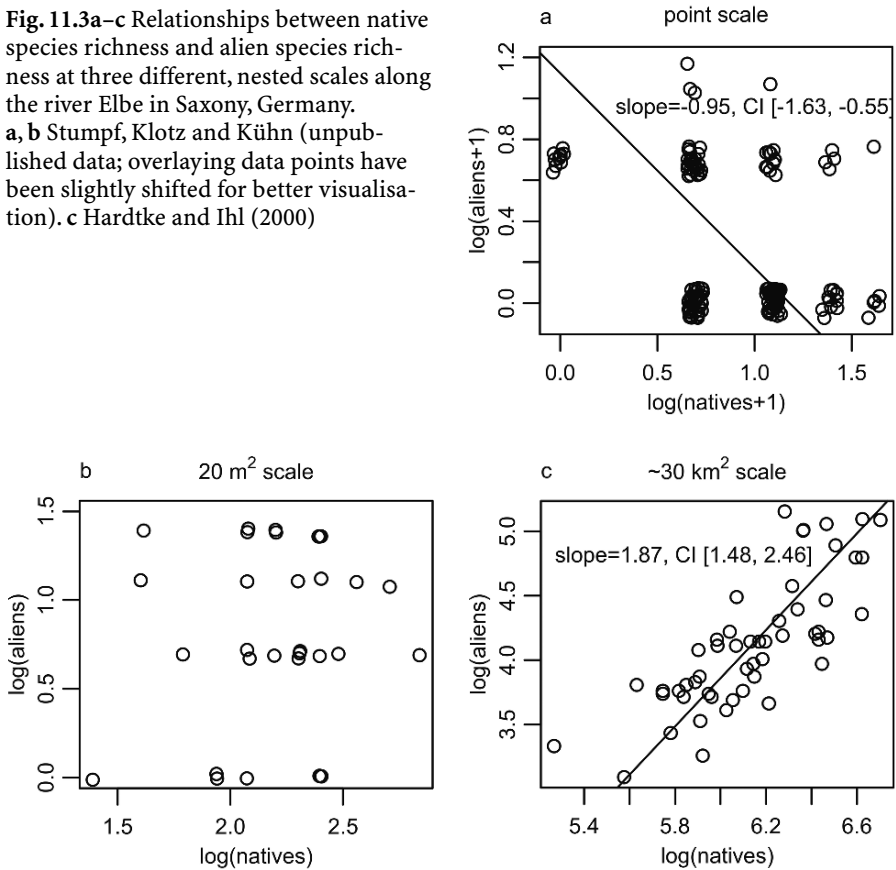 Fig. 11.3a–c Relationships between native
species richness and alien species rich-
ness at three different, nested scales along
the river Elbe in Saxony, Germany.
a, b Stumpf, Klotz and Kühn (unpub-
lished data; overlaying data points have
been slightly shifted for better visualisa-
tion). c Hardtke and Ihl (2000)
a
point scale
slope=-0.95, CI [-1.63, -0.55]
log(aliens+1)
1.2
0.8
0.4
0.0
0.0 0.5 1.0 1.5
log(natives+1)
b
20 m² scale
log(aliens)
1.5
1.0
0.5
0.0
1.5 2.0 2.5
log(natives)
c
~30 km² scale
slope=1.87, CI [1.48, 2.46]
log(aliens)
5.0
4.5
4.0
3.5
5.4 5.8 6.2 6.6
log(natives)